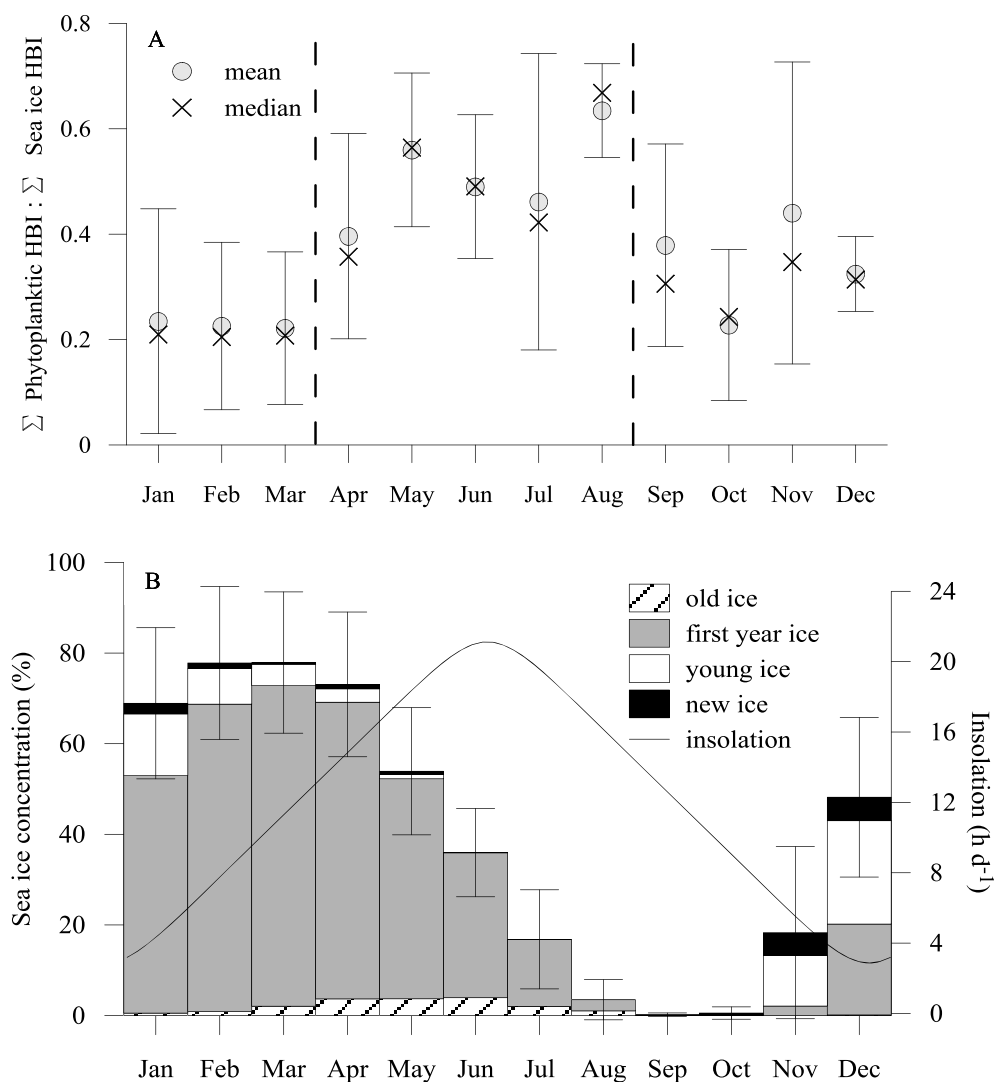 A
mean
median
0.8
0.6
0.4
0.2
0
∑ Phytoplanktic HBI : ∑ Sea ice HBI
Jan Feb Mar Apr May Jun Jul Aug Sep Oct Nov Dec
B
old ice
first year ice
young ice
new ice
insolation
100
80
60
40
20
0
Sea ice concentration (%)
24
20
16
12
8
4
0
Insolation (h d-1)
Jan Feb Mar Apr May Jun Jul Aug Sep Oct Nov Dec